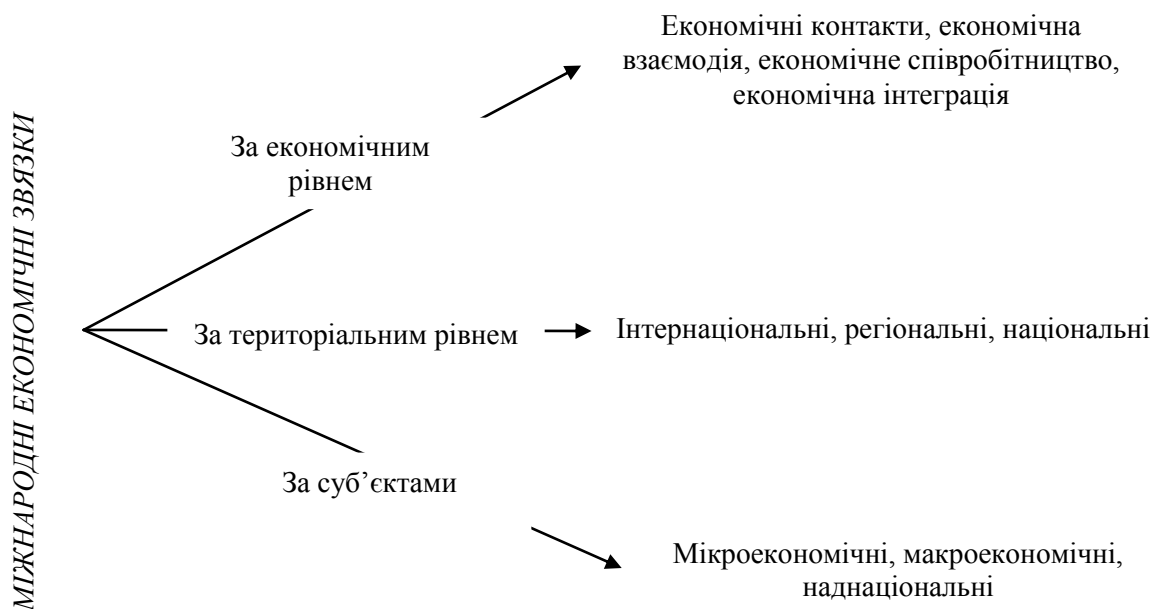 МІЖНАРОДНІ ЕКОНОМІЧНІ ЗВЯЗКИ
Економічні контакти, економічна
взаємодія, економічне співробітництво,
економічна інтеграція
За економічним
рівнем
За територіальним рівнем
Інтернаціональні, регіональні, національні
За суб’єктами
Мікроекономічні, макроекономічні,
наднаціональні